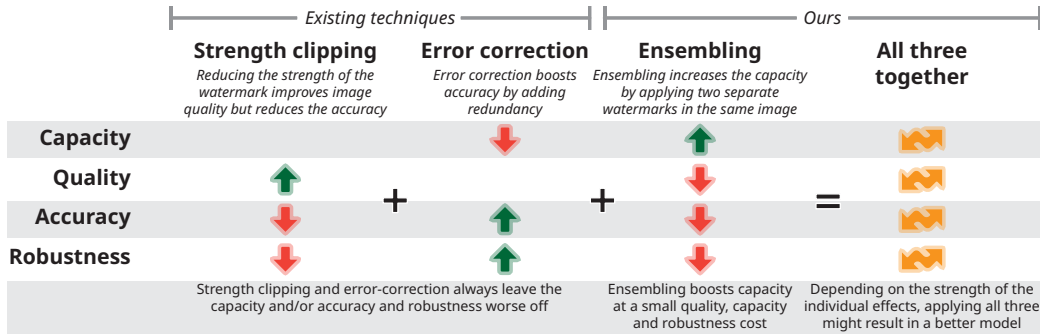 Existing techniques
Ours
Strength clipping
Reducing the strength of the
watermark improves image
quality but reduces the accuracy
Error correction
Error correction boosts
accuracy by adding
redundancy
Ensembling
Ensembling increases the capacity
by applying two separate
watermarks in the same image
All three
together
Capacity
Quality
+
+
=
Accuracy
Robustness
Strength clipping and error-correction always leave the
capacity and/or accuracy and robustness worse off
Ensembling boosts capacity
at a small quality, capacity
and robustness cost
Depending on the strength of the
individual effects, applying all three
might result in a better model